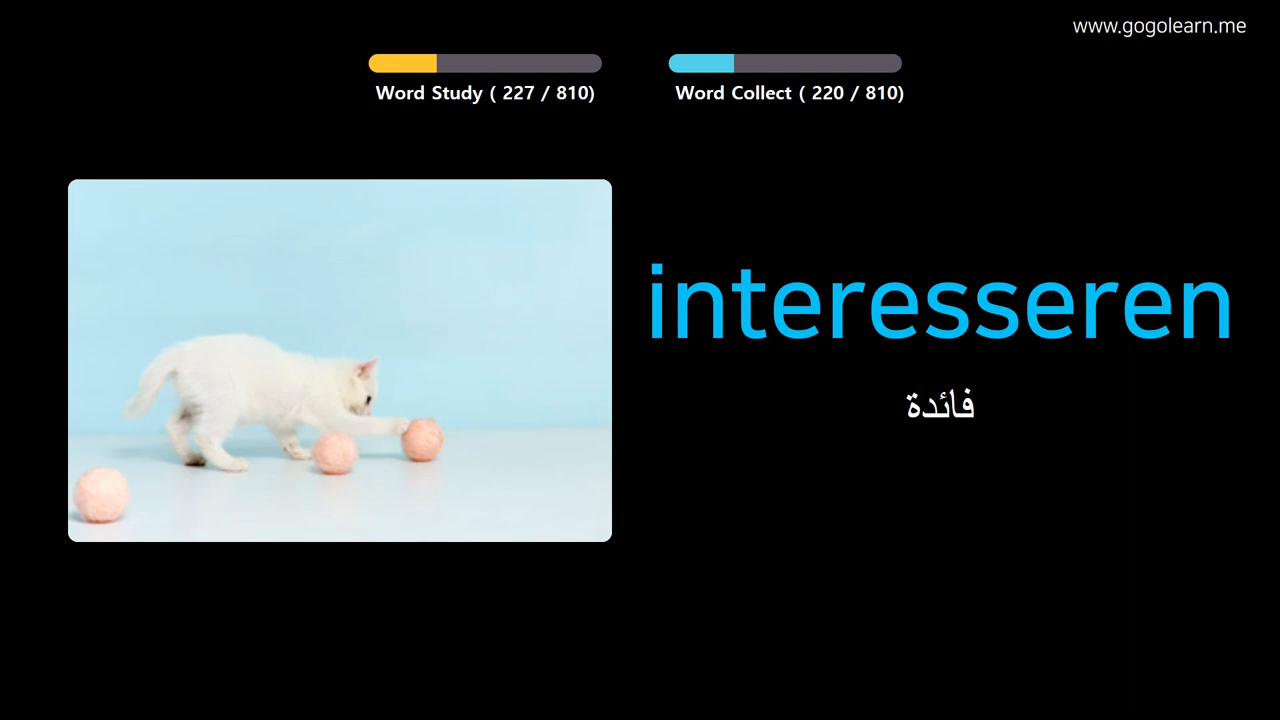 www.gogolearn.me
Word Study ( 227 / 810)
Word Collect ( 220 / 810)
interesseren
فائدة